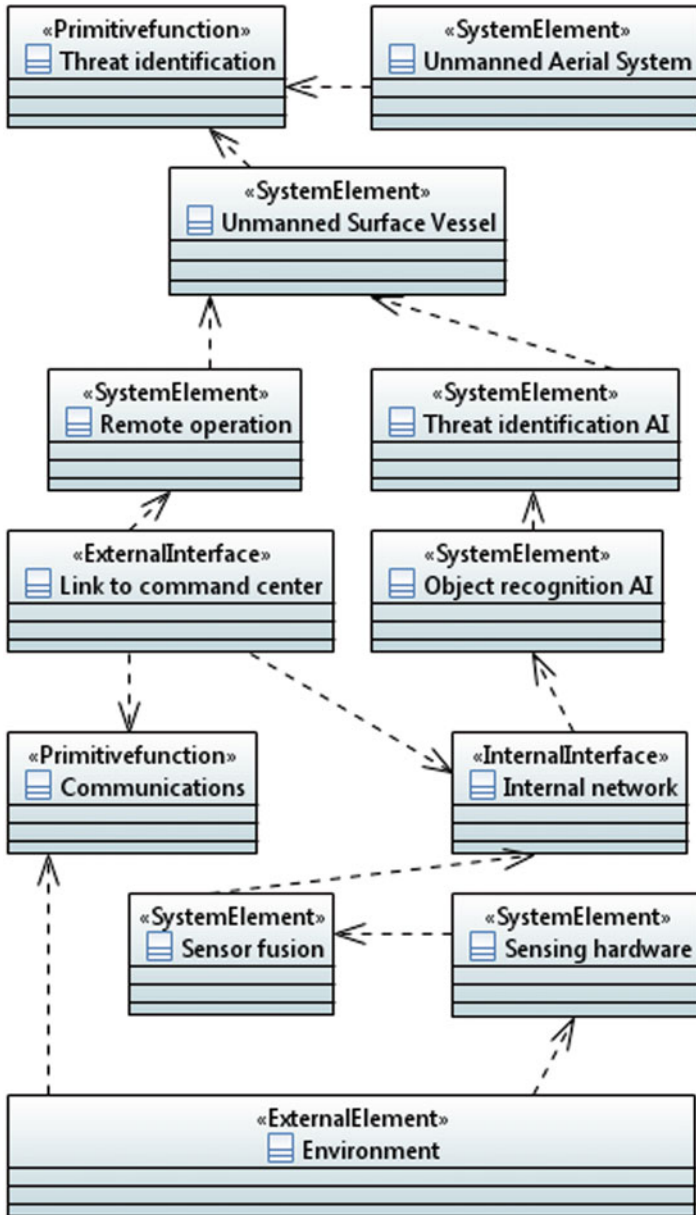 «Primitivefunction»
Threat identification
«SystemElement»
Unmanned Aerial System
«SystemElement»
Unmanned Surface Vessel
«SystemElement»
Remote operation
«SystemElement»
Threat identification AI
«ExternalInterface»
Link to command center
«SystemElement»
Object recognition AI
«Primitivefunction»
Communications
«InternalInterface»
Internal network
«SystemElement»
Sensor fusion
«SystemElement»
Sensing hardware
«ExternalElement»
Environment